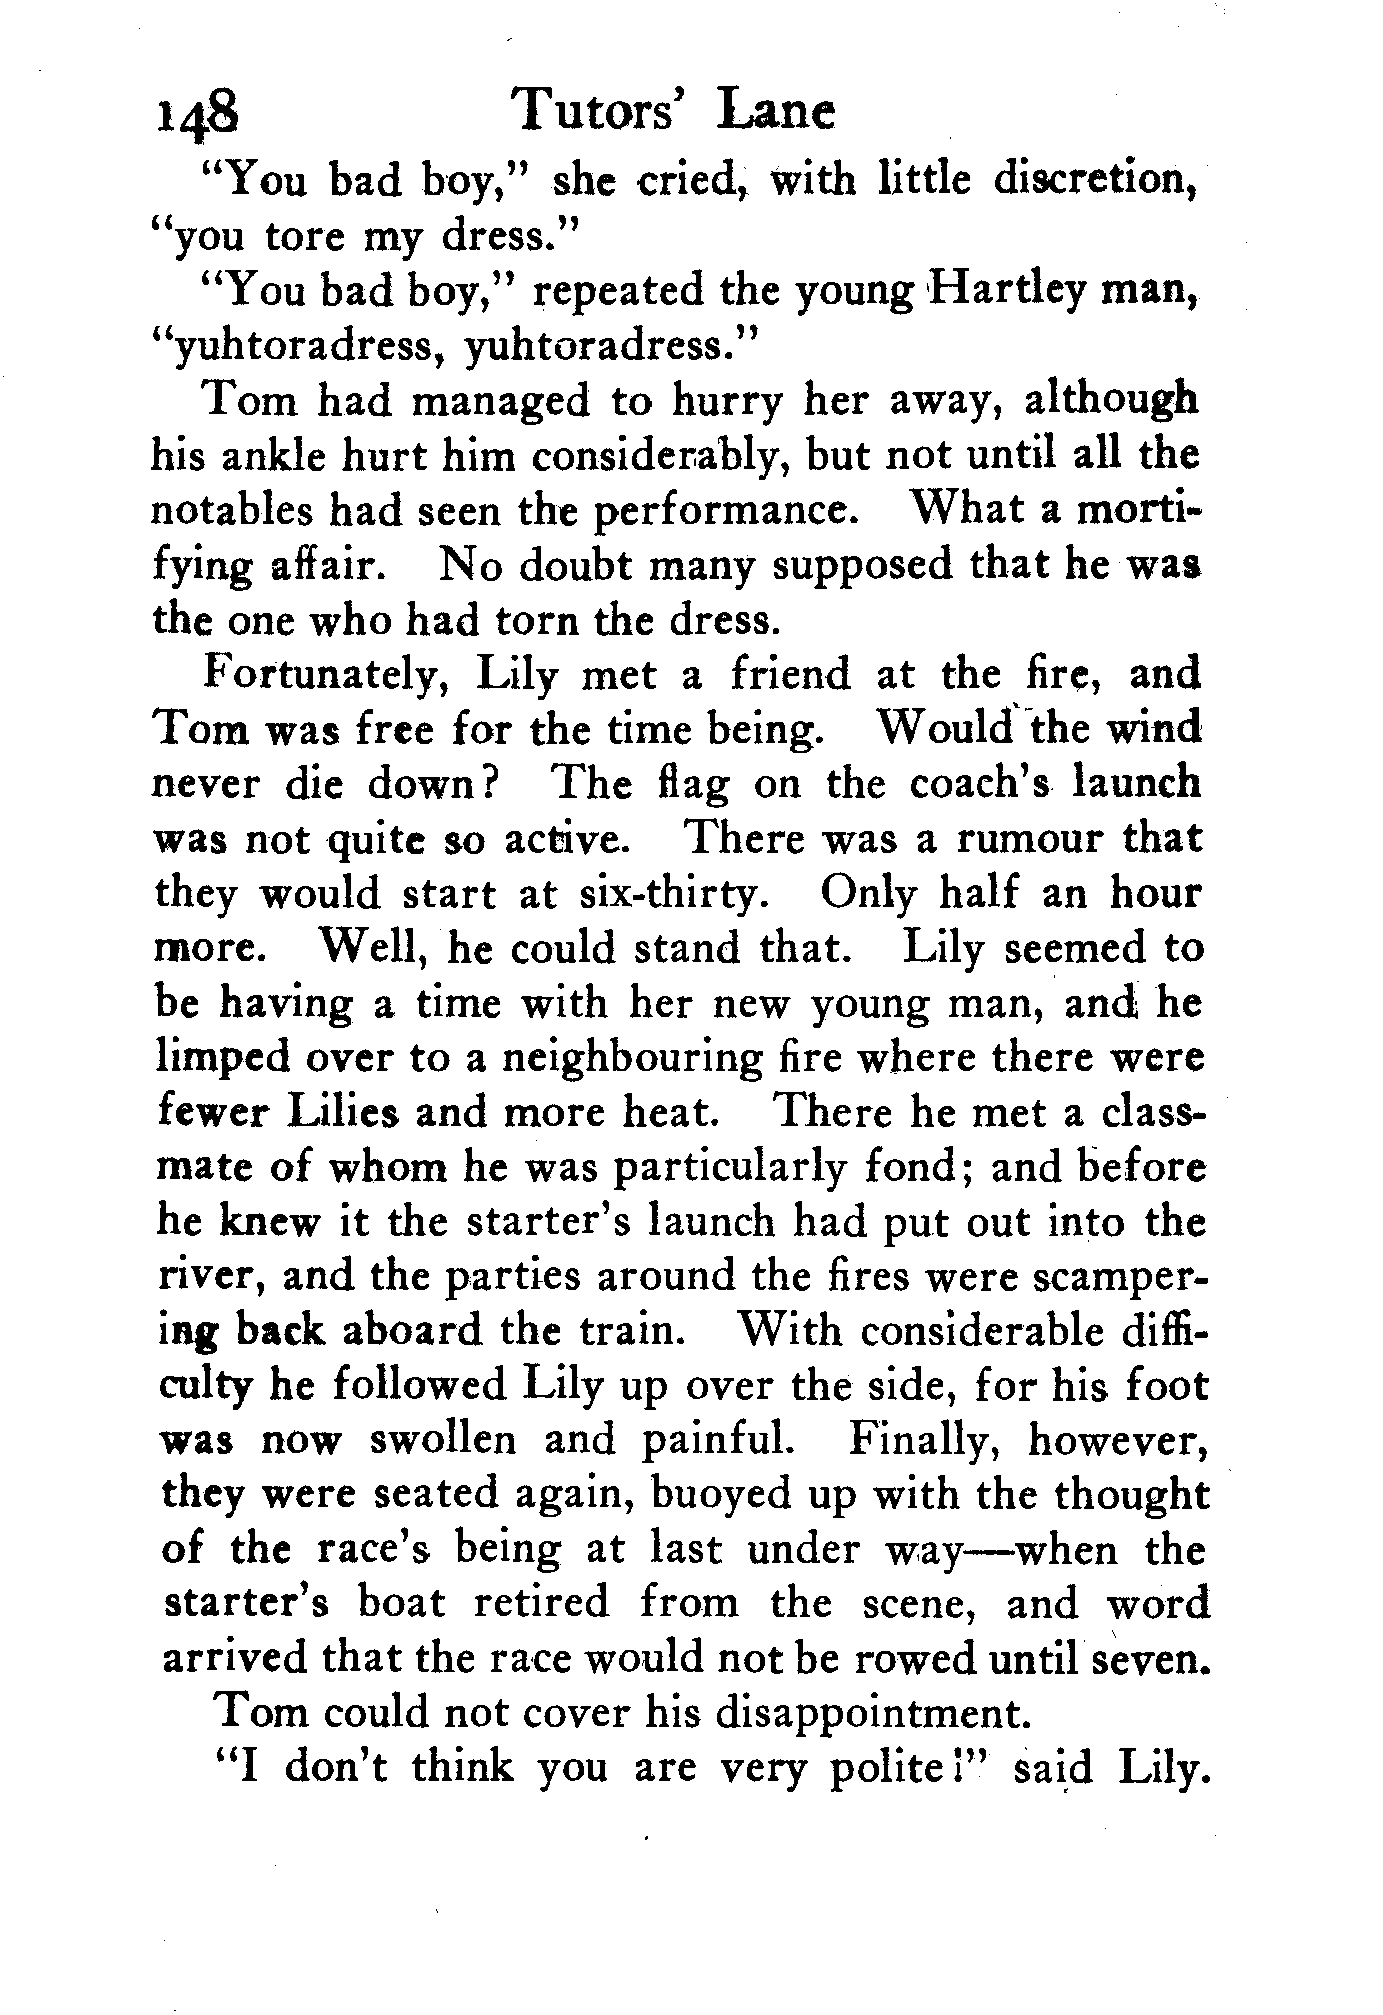 148 Tutors' Lane
"You bad boy," she cried, with little discretion,
"you tore my dress."
"You bad boy," repeated the young Hartley man,
"yuhtoradress, yuhtoradress."
Tom had managed to hurry her away, although
his ankle hurt him considerably, but not until all the
notables had seen the performance. What a morti-
fying affair. No doubt many supposed that he was
the one who had torn the dress.
Fortunately, Lily met a friend at the fire, and
Tom was free for the time being. Would the wind
never die down? The flag on the coach's launch
was not quite so active. There was a rumour that
they would start at six-thirty. Only half an hour
more. Well, he could stand that. Lily seemed to
be having a time with her new young man, and he
limped over to a neighbouring fire where there were
fewer Lilies and more heat. There he met a class-
mate of whom he was particularly fond; and before
he knew it the starter's launch had put out into the
river, and the parties around the fires were scamper-
ing back aboard the train. With considerable diffi-
culty he followed Lily up over the side, for his foot
was now swollen and painful. Finally, however,
they were seated again, buoyed up with the thought
of the race's being at last under way—when the
starter's boat retired from the scene, and word
arrived that the race would not be rowed until seven.
Tom could not cover his disappointment.
"I don't think you are very polite!" said Lily.